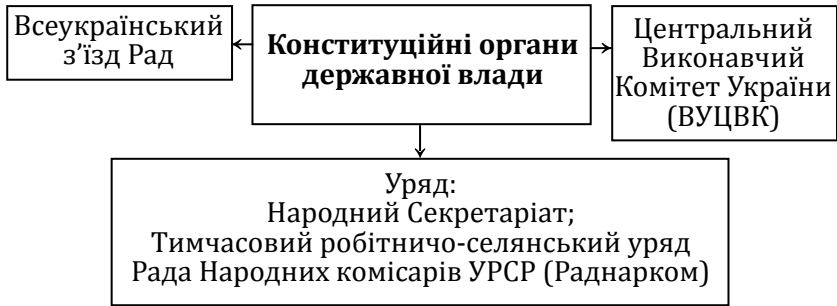 Всеукраїнський
з’їзд Рад
Конституційні органи
державної влади
Центральний
Виконавчий
Комітет України
(ВУЦВК)
Уряд:
Народний Секретаріат;
Тимчасовий робітничо-селянський уряд
Рада Народних комісарів УРСР (Раднарком)